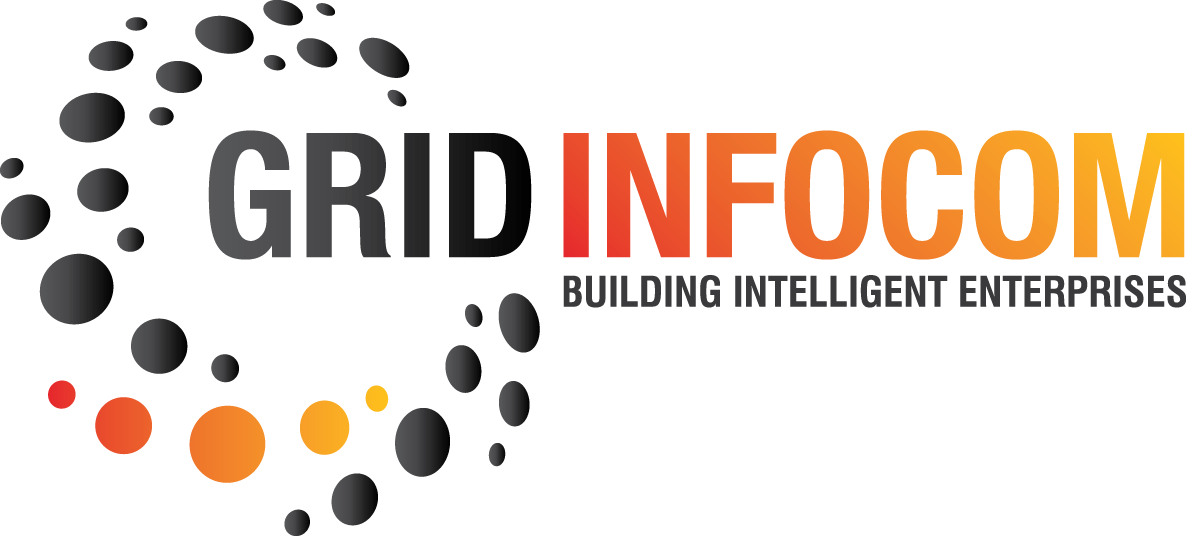 GRID INFOCOM
BUILDING INTELLIGENT ENTERPRISES